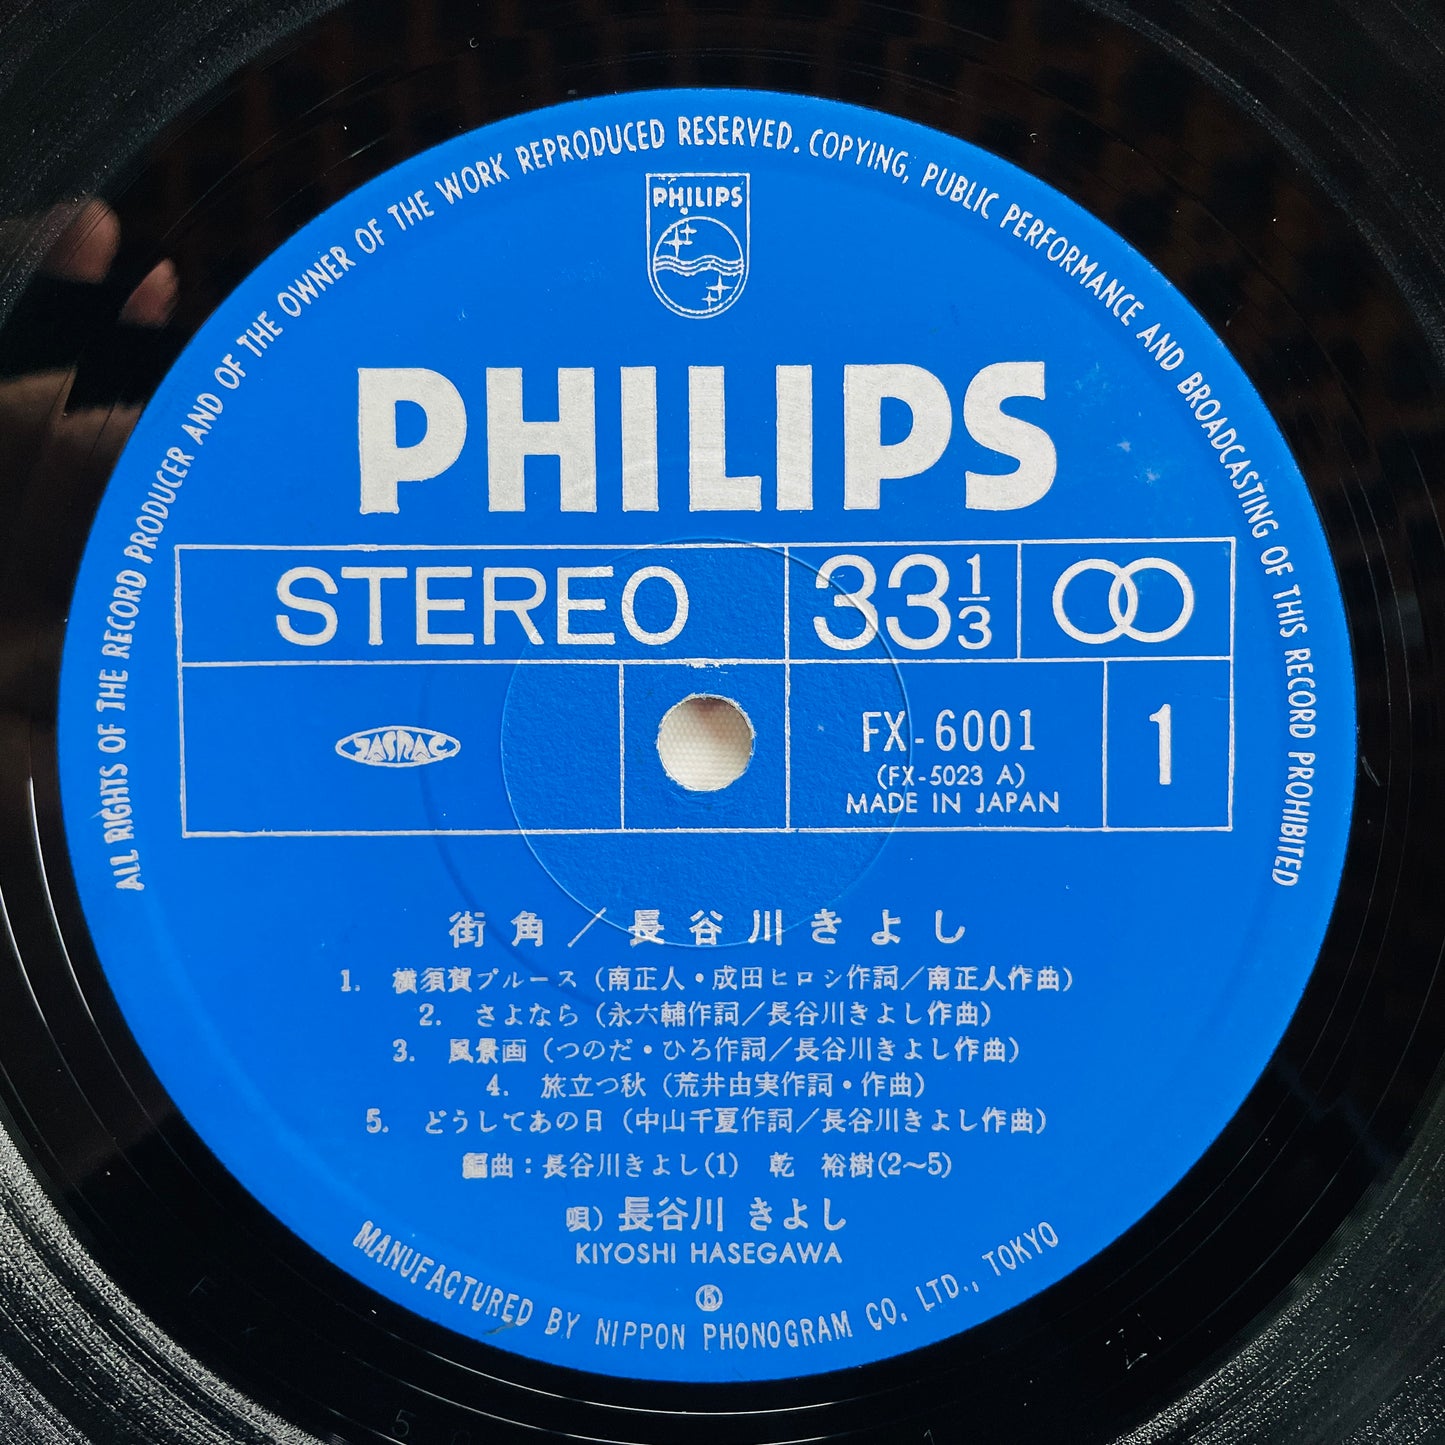 ALL RIGHTS OF THE RECORD PRODUCER AND OF THE OWNER OF THE WORK REPRODUCED RESERVED. COPYING, PUBLIC PERFORMANCE AND BROADCASTING OF THIS RECORD PROHIBITED
PHILIPS
PHILIPS
STEREO
33 1/3
JASRAC
FX-6001
(FX-5023 A)
MADE IN JAPAN
1
街角／長谷川きよし
1. 横須賀ブルース（南正人・成田ヒロシ作詞／南正人作曲）
2. さよなら（永六輔作詞／長谷川きよし作曲）
3. 風景画（つのだ・ひろ作詞／長谷川きよし作曲）
4. 旅立つ秋（荒井由実作詞・作曲）
5. どうしてあの日（中山千夏作詞／長谷川きよし作曲）
編曲：長谷川きよし(1) 乾 裕樹(2〜5)
唄）長谷川 きよし
KIYOSHI HASEGAWA
MANUFACTURED BY NIPPON PHONOGRAM CO. LTD., TOKYO